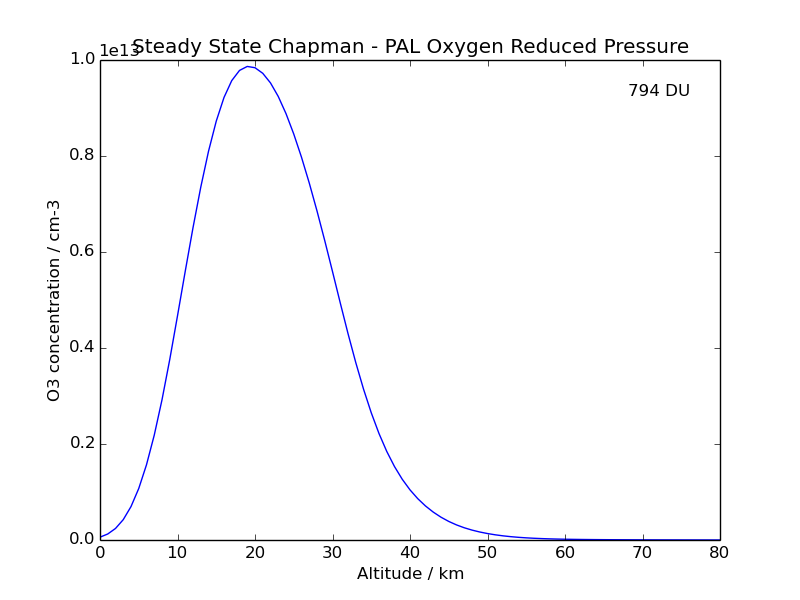 Steady State Chapman - PAL Oxygen Reduced Pressure
1e13
794 DU
1.0
0.8
0.6
0.4
0.2
0.0
O3 concentration / cm-3
0 10 20 30 40 50 60 70 80
Altitude / km